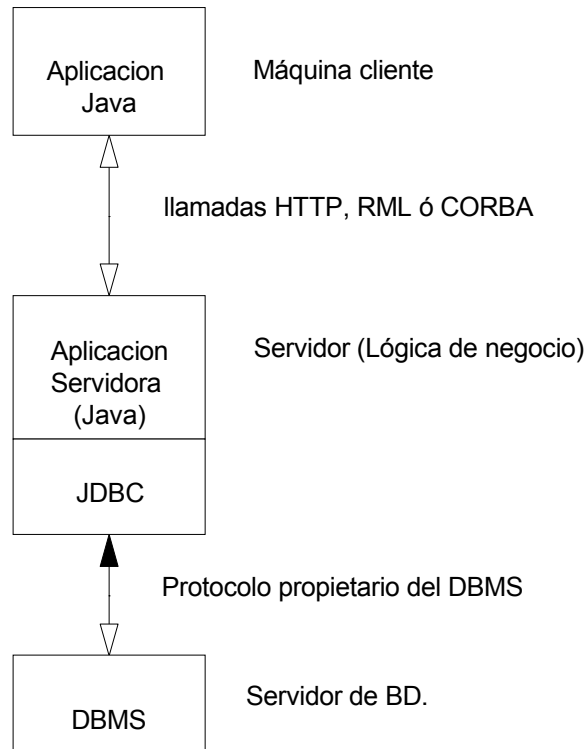 Aplicacion
Java
Máquina cliente
llamadas HTTP, RML ó CORBA
Aplicacion
Servidora
(Java)
Servidor (Lógica de negocio)
JDBC
Protocolo propietario del DBMS
DBMS
Servidor de BD.